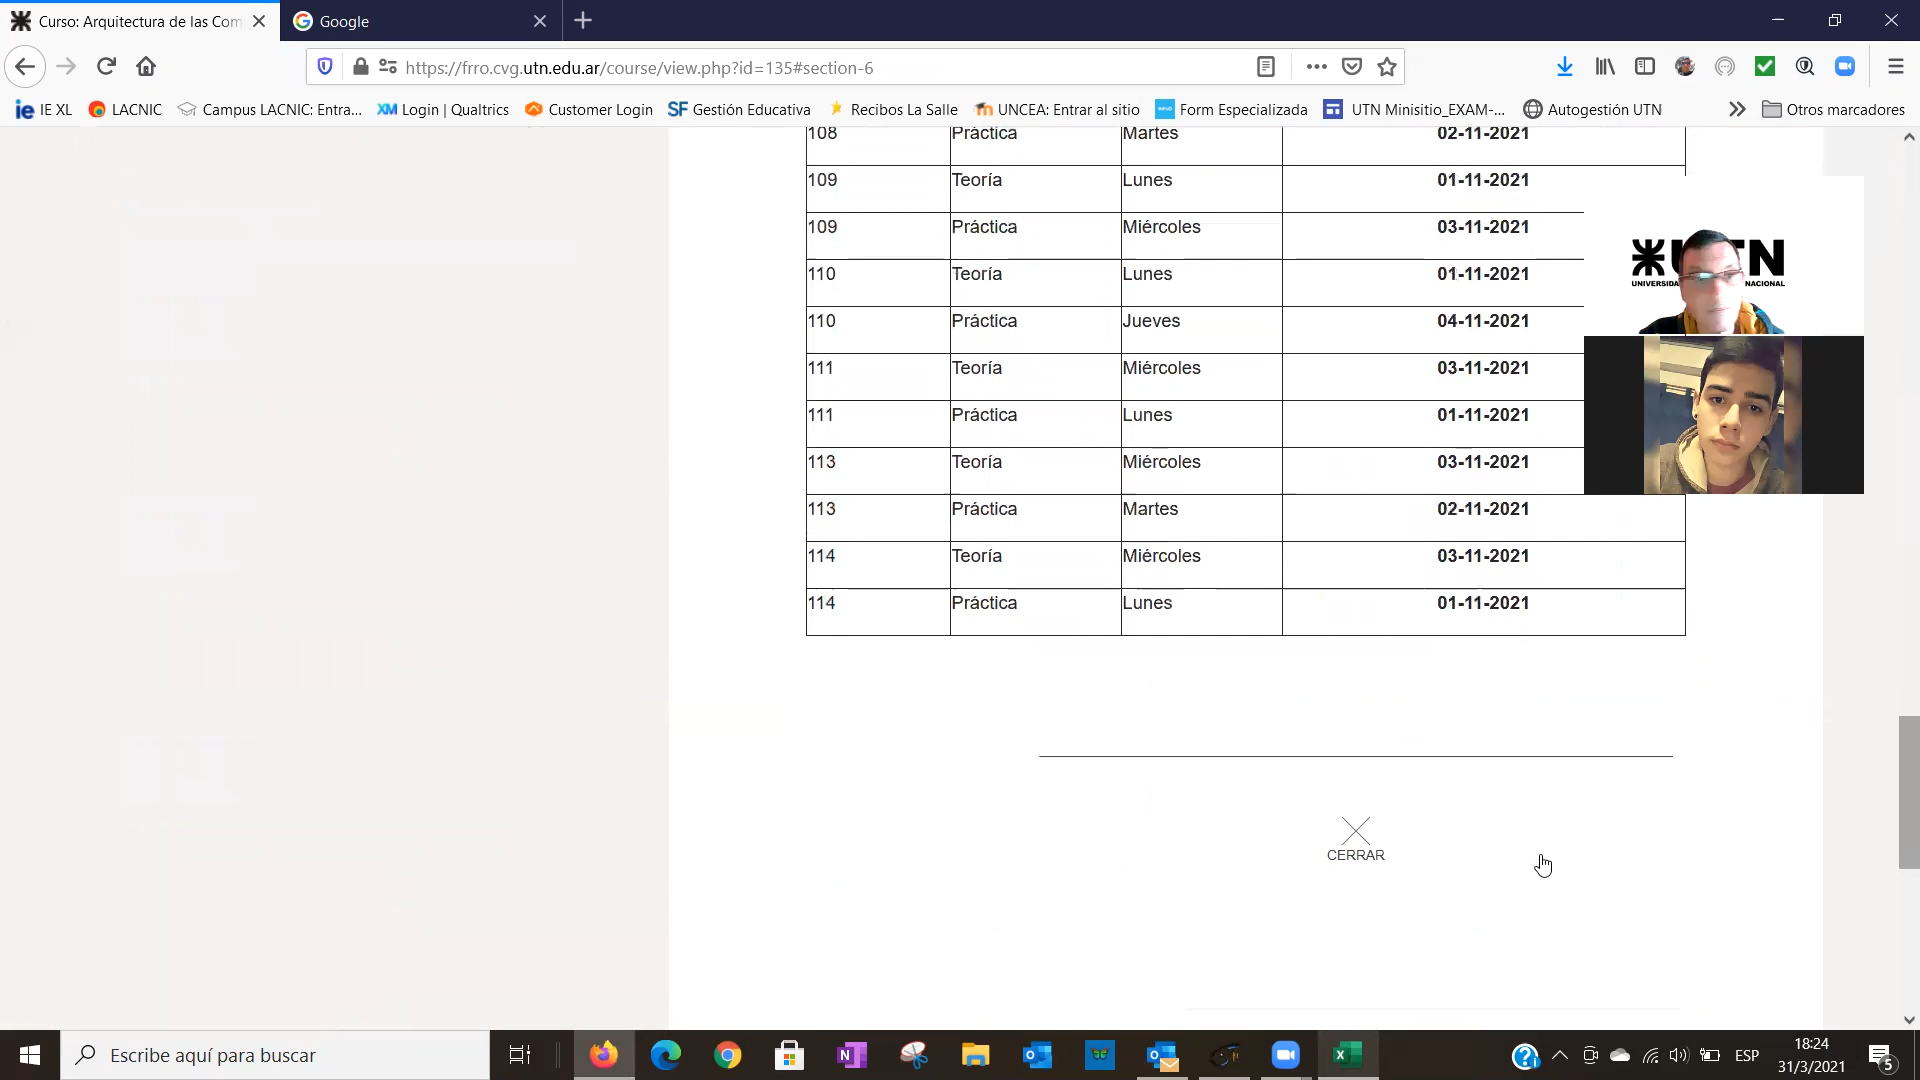 Curso: Arquitectura de las Com
Google
https://frro.cvg.utn.edu.ar/course/view.php?id=135#section-6
IE XL
LACNIC
Campus LACNIC: Entra...
XM Login | Qualtrics
Customer Login
SF Gestión Educativa
Recibos La Salle
UNCEA: Entrar al sitio
Form Especializada
UTN Minisitio_EXAM-...
Autogestión UTN
Otros marcadores
108 Práctica Martes 02-11-2021
109 Teoría Lunes 01-11-2021
109 Práctica Miércoles 03-11-2021
110 Teoría Lunes 01-11-2021
110 Práctica Jueves 04-11-2021
111 Teoría Miércoles 03-11-2021
111 Práctica Lunes 01-11-2021
113 Teoría Miércoles 03-11-2021
113 Práctica Martes 02-11-2021
114 Teoría Miércoles 03-11-2021
114 Práctica Lunes 01-11-2021
CERRAR
Escribe aquí para buscar
ESP
18:24
31/3/2021
5